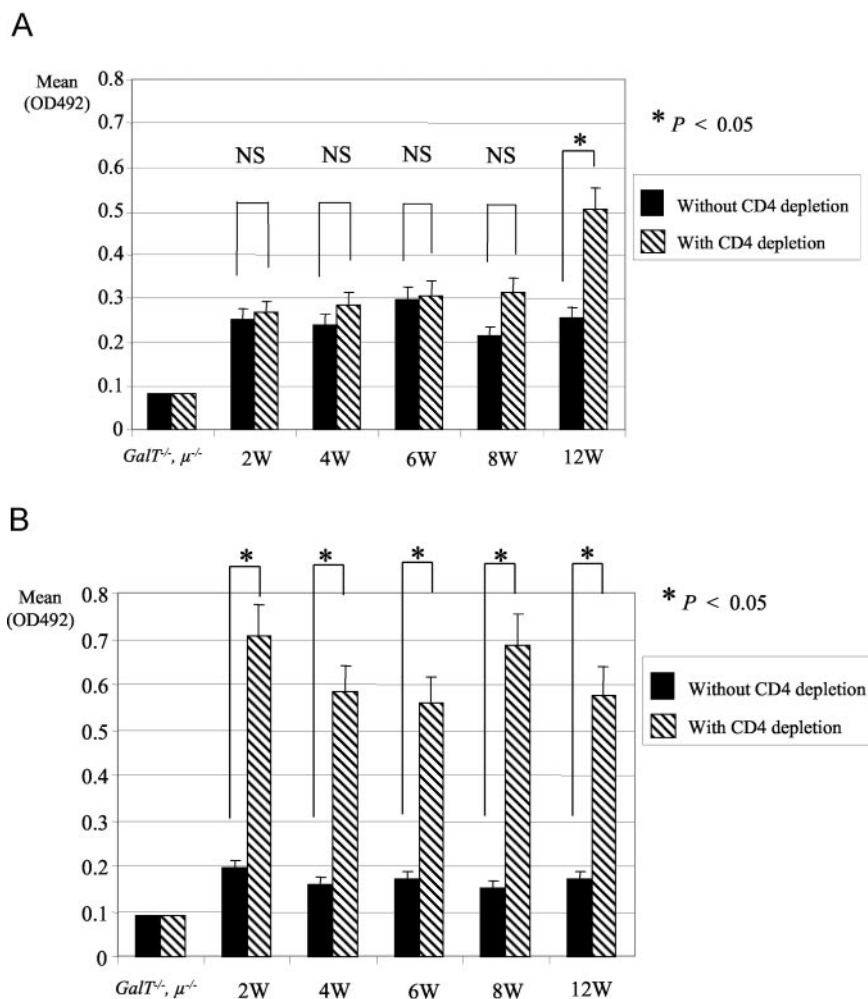 A
Mean
(OD492)
0.8
0.7
0.6
0.5
0.4
0.3
0.2
0.1
0
NS NS NS NS *
* P < 0.05
Without CD4 depletion
With CD4 depletion
GalT-/-, μ-/- 2W 4W 6W 8W 12W
B
Mean
(OD492)
0.8
0.7
0.6
0.5
0.4
0.3
0.2
0.1
0
* * * * *
* P < 0.05
Without CD4 depletion
With CD4 depletion
GalT-/-, μ-/- 2W 4W 6W 8W 12W